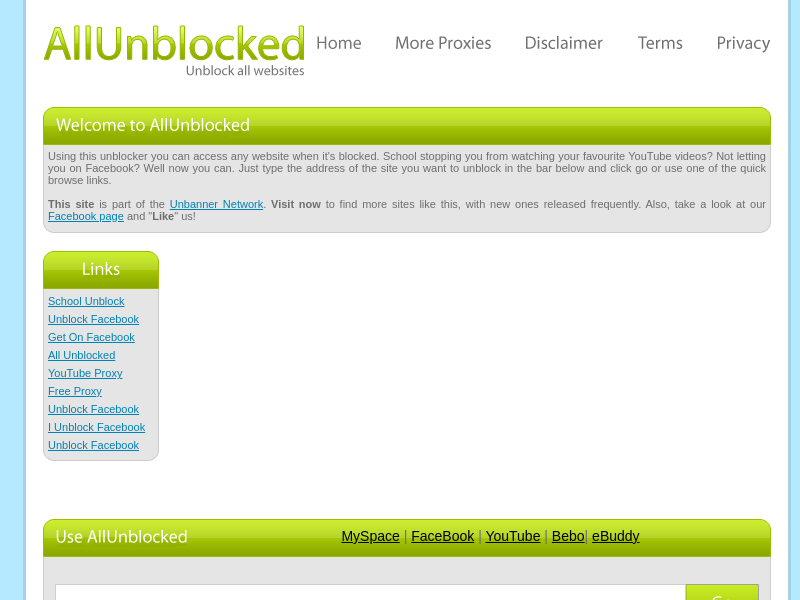 AllUnblocked
Unblock all websites
Home More Proxies Disclaimer Terms Privacy
Welcome to AllUnblocked
Using this unblocker you can access any website when it's blocked. School stopping you from watching your favourite YouTube videos? Not letting
you on Facebook? Well now you can. Just type the address of the site you want to unblock in the bar below and click go or use one of the quick
browse links.
This site is part of the Unbanner Network. Visit now to find more sites like this, with new ones released frequently. Also, take a look at our
Facebook page and "Like" us!
Links
School Unblock
Unblock Facebook
Get On Facebook
All Unblocked
YouTube Proxy
Free Proxy
Unblock Facebook
I Unblock Facebook
Unblock Facebook
Use AllUnblocked
MySpace | FaceBook | YouTube | Bebo| eBuddy